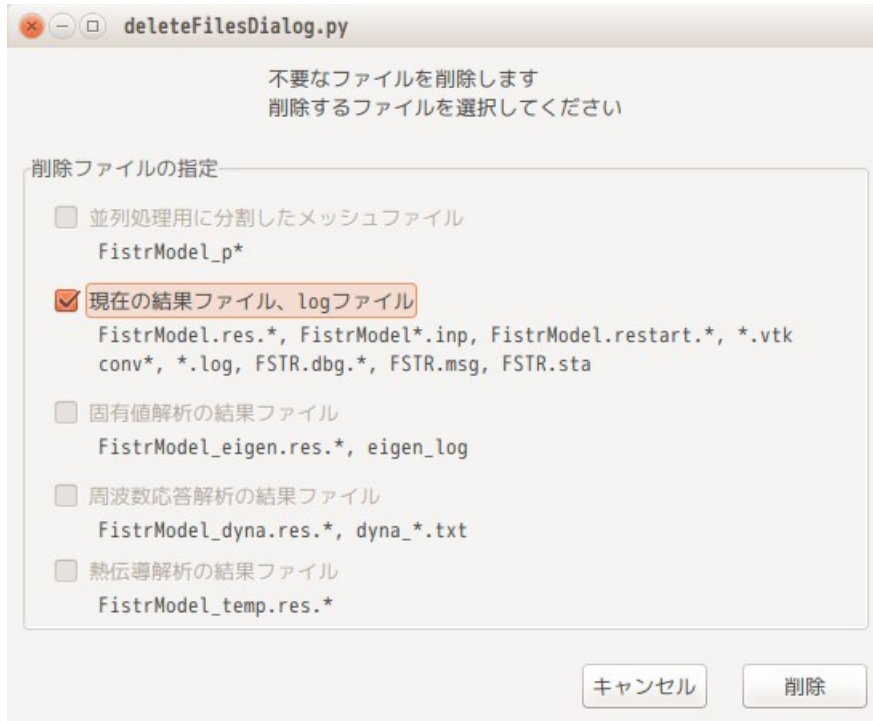 deleteFilesDialog.py
不要なファイルを削除します
削除するファイルを選択してください
削除ファイルの指定
並列処理用に分割したメッシュファイル
FistrModel_p*
現在の結果ファイル、logファイル
FistrModel.res.*, FistrModel*.inp, FistrModel.restart.*, *.vtk
conv*, *.log, FSTR.dbg.*, FSTR.msg, FSTR.sta
固有値解析の結果ファイル
FistrModel_eigen.res.*, eigen_log
周波数応答解析の結果ファイル
FistrModel_dyna.res.*, dyna_*.txt
熱伝導解析の結果ファイル
FistrModel_temp.res.*
キャンセル
削除